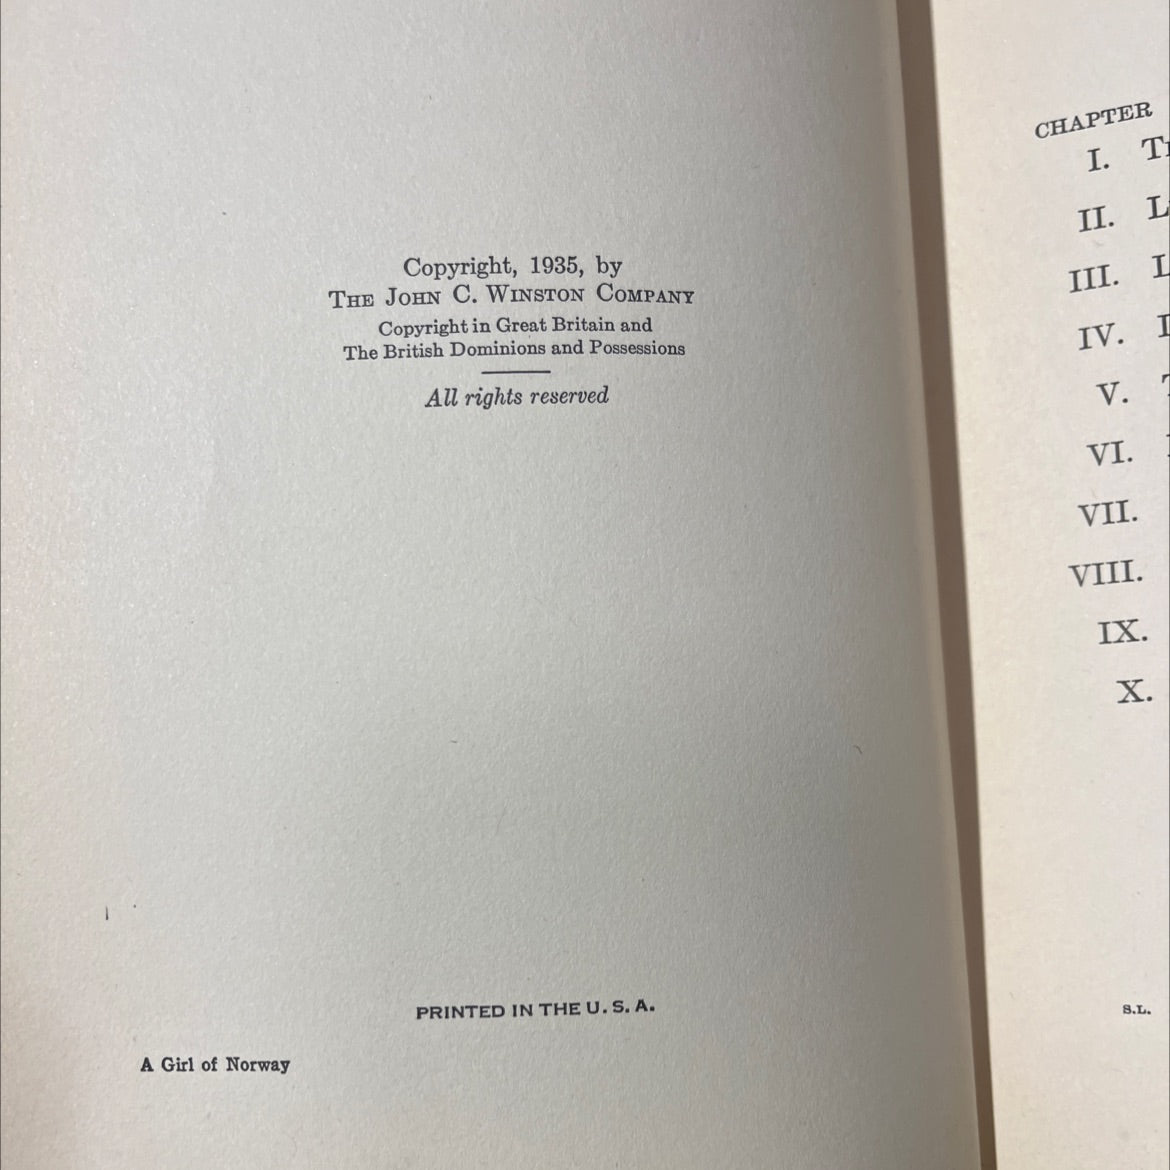 Copyright, 1935, by
THE JOHN C. WINSTON COMPANY
Copyright in Great Britain and
The British Dominions and Possessions
All rights reserved
PRINTED IN THE U. S. A.
A Girl of Norway
CHAPTER
I.
II.
III.
IV.
V.
VI.
VII.
VIII.
IX.
X.
S.L.